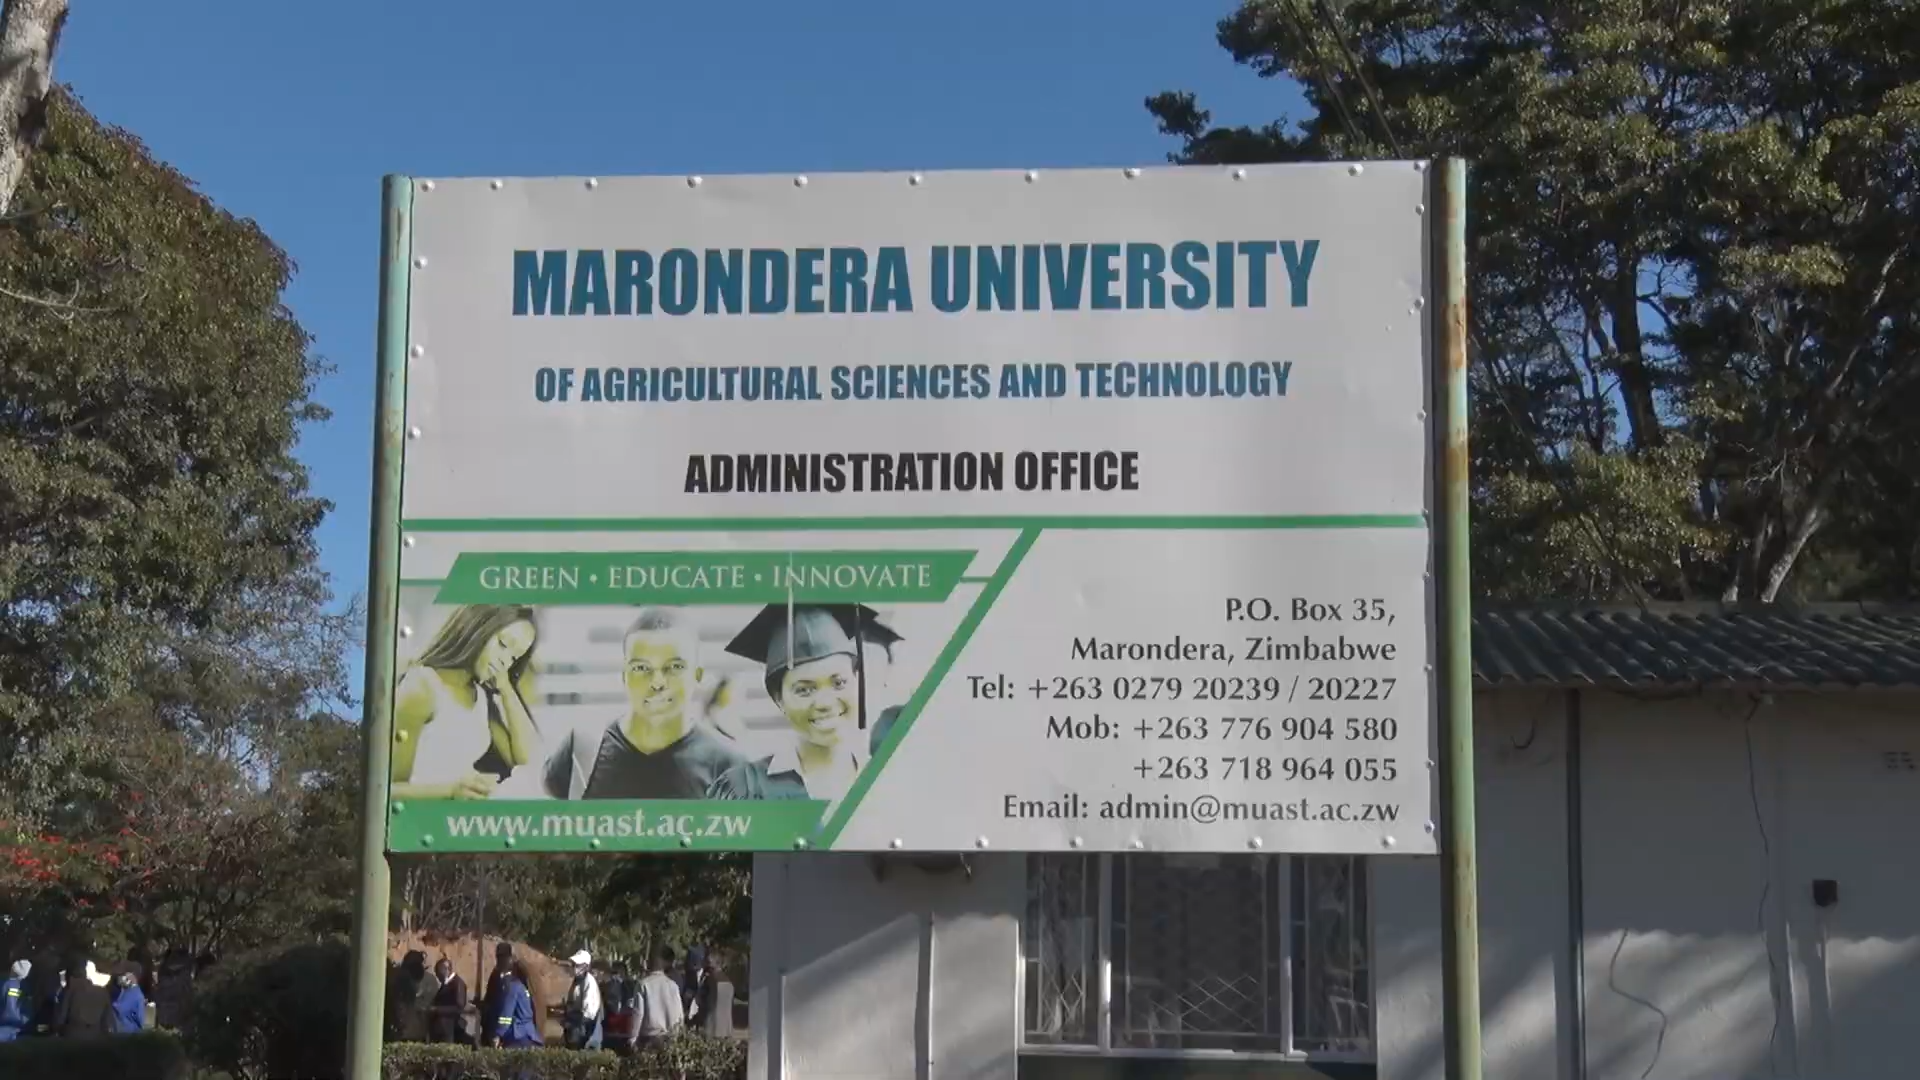 MARONDERA UNIVERSITY
OF AGRICULTURAL SCIENCES AND TECHNOLOGY
ADMINISTRATION OFFICE
GREEN • EDUCATE • INNOVATE
www.muast.ac.zw
P.O. Box 35,
Marondera, Zimbabwe
Tel: +263 0279 20239 / 20227
Mob: +263 776 904 580
+263 718 964 055
Email: admin@muast.ac.zw